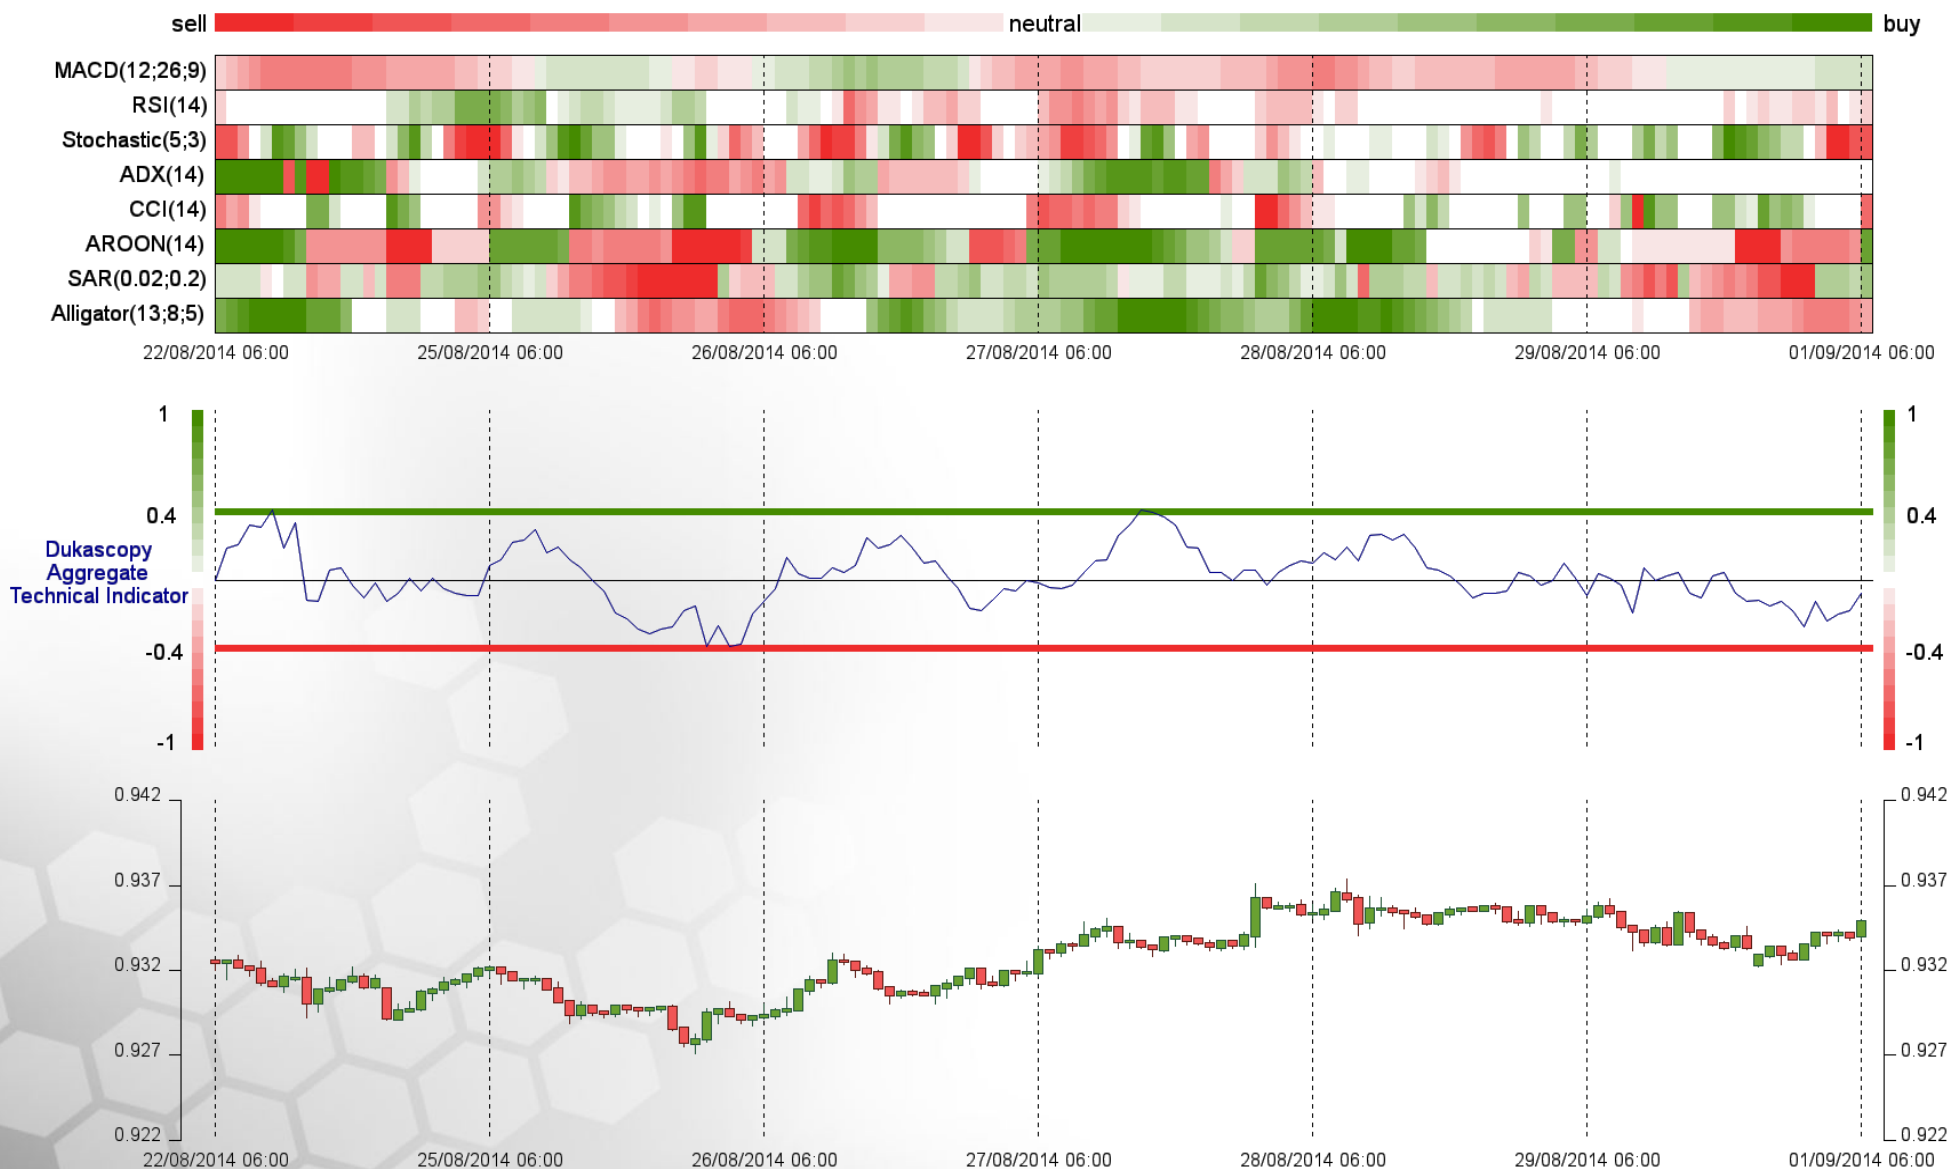 sell neutral buy
MACD(12;26;9)
RSI(14)
Stochastic(5;3)
ADX(14)
CCI(14)
AROON(14)
SAR(0.02;0.2)
Alligator(13;8;5)
22/08/2014 06:00 25/08/2014 06:00 26/08/2014 06:00 27/08/2014 06:00 28/08/2014 06:00 29/08/2014 06:00 01/09/2014 06:00
1 1
0.4 0.4
Dukascopy
Aggregate
Technical Indicator
-0.4 -0.4
-1 -1
0.942 0.942
0.937 0.937
0.932 0.932
0.927 0.927
0.922 0.922
22/08/2014 06:00 25/08/2014 06:00 26/08/2014 06:00 27/08/2014 06:00 28/08/2014 06:00 29/08/2014 06:00 01/09/2014 06:00